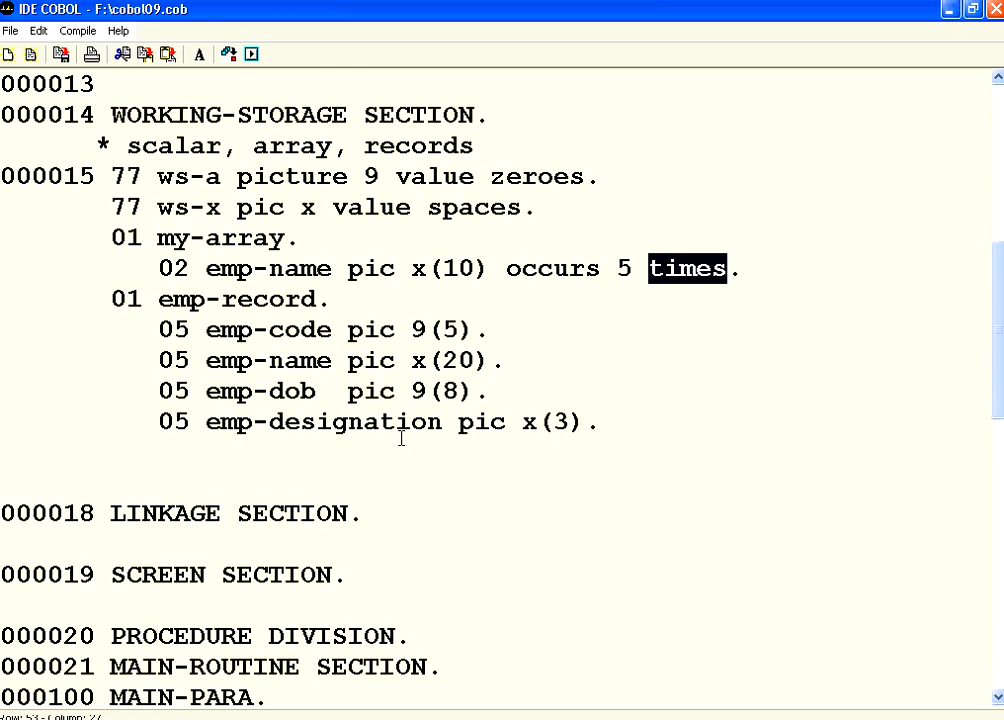 IDE COBOL - F:\cobol09.cob
File Edit Compile Help
000013
000014 WORKING-STORAGE SECTION.
* scalar, array, records
000015 77 ws-a picture 9 value zeroes.
77 ws-x pic x value spaces.
01 my-array.
02 emp-name pic x(10) occurs 5 times.
01 emp-record.
05 emp-code pic 9(5).
05 emp-name pic x(20).
05 emp-dob pic 9(8).
05 emp-designation pic x(3).
000018 LINKAGE SECTION.
000019 SCREEN SECTION.
000020 PROCEDURE DIVISION.
000021 MAIN-ROUTINE SECTION.
000100 MAIN-PARA.
Row: 53 - Column: 27